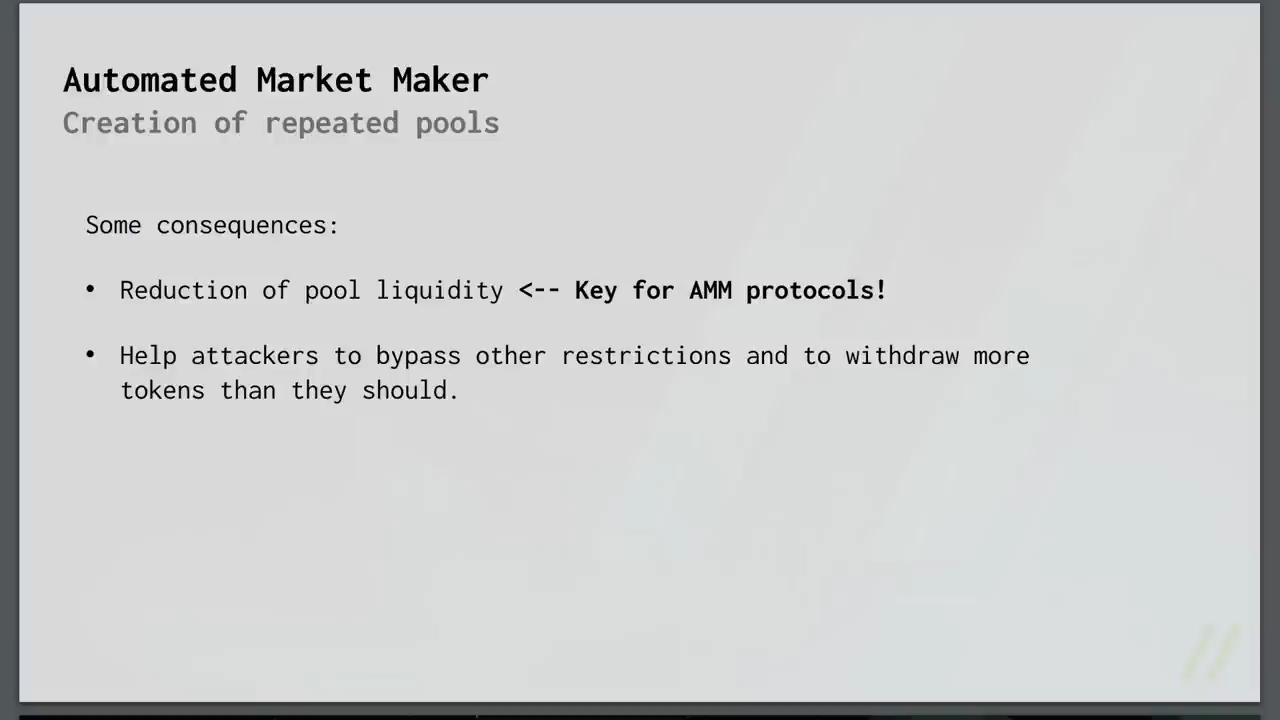 Automated Market Maker
Creation of repeated pools
Some consequences:
• Reduction of pool liquidity <-- Key for AMM protocols!
• Help attackers to bypass other restrictions and to withdraw more
tokens than they should.
//